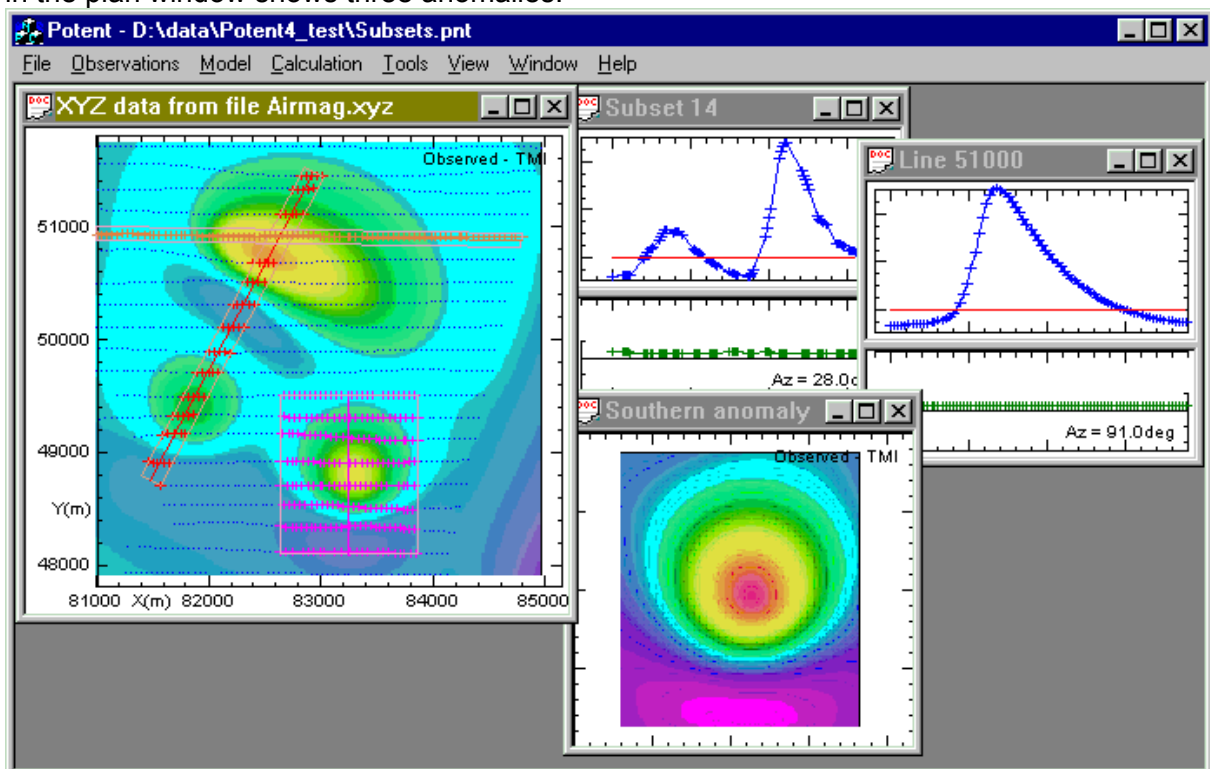 in the plan window shows three anomalies.
Potent - D:\data\Potent4_test\Subsets.pnt
File Observations Model Calculation Tools View Window Help
XYZ data from file Airmag.xyz
Observed - TMI
51000
50000
49000
Y(m)
48000
81000 X(m) 82000 83000 84000 85000
Subset 14
Az = 28.0
Line 51000
Az = 91.0deg
Southern anomaly
Observed - TMI